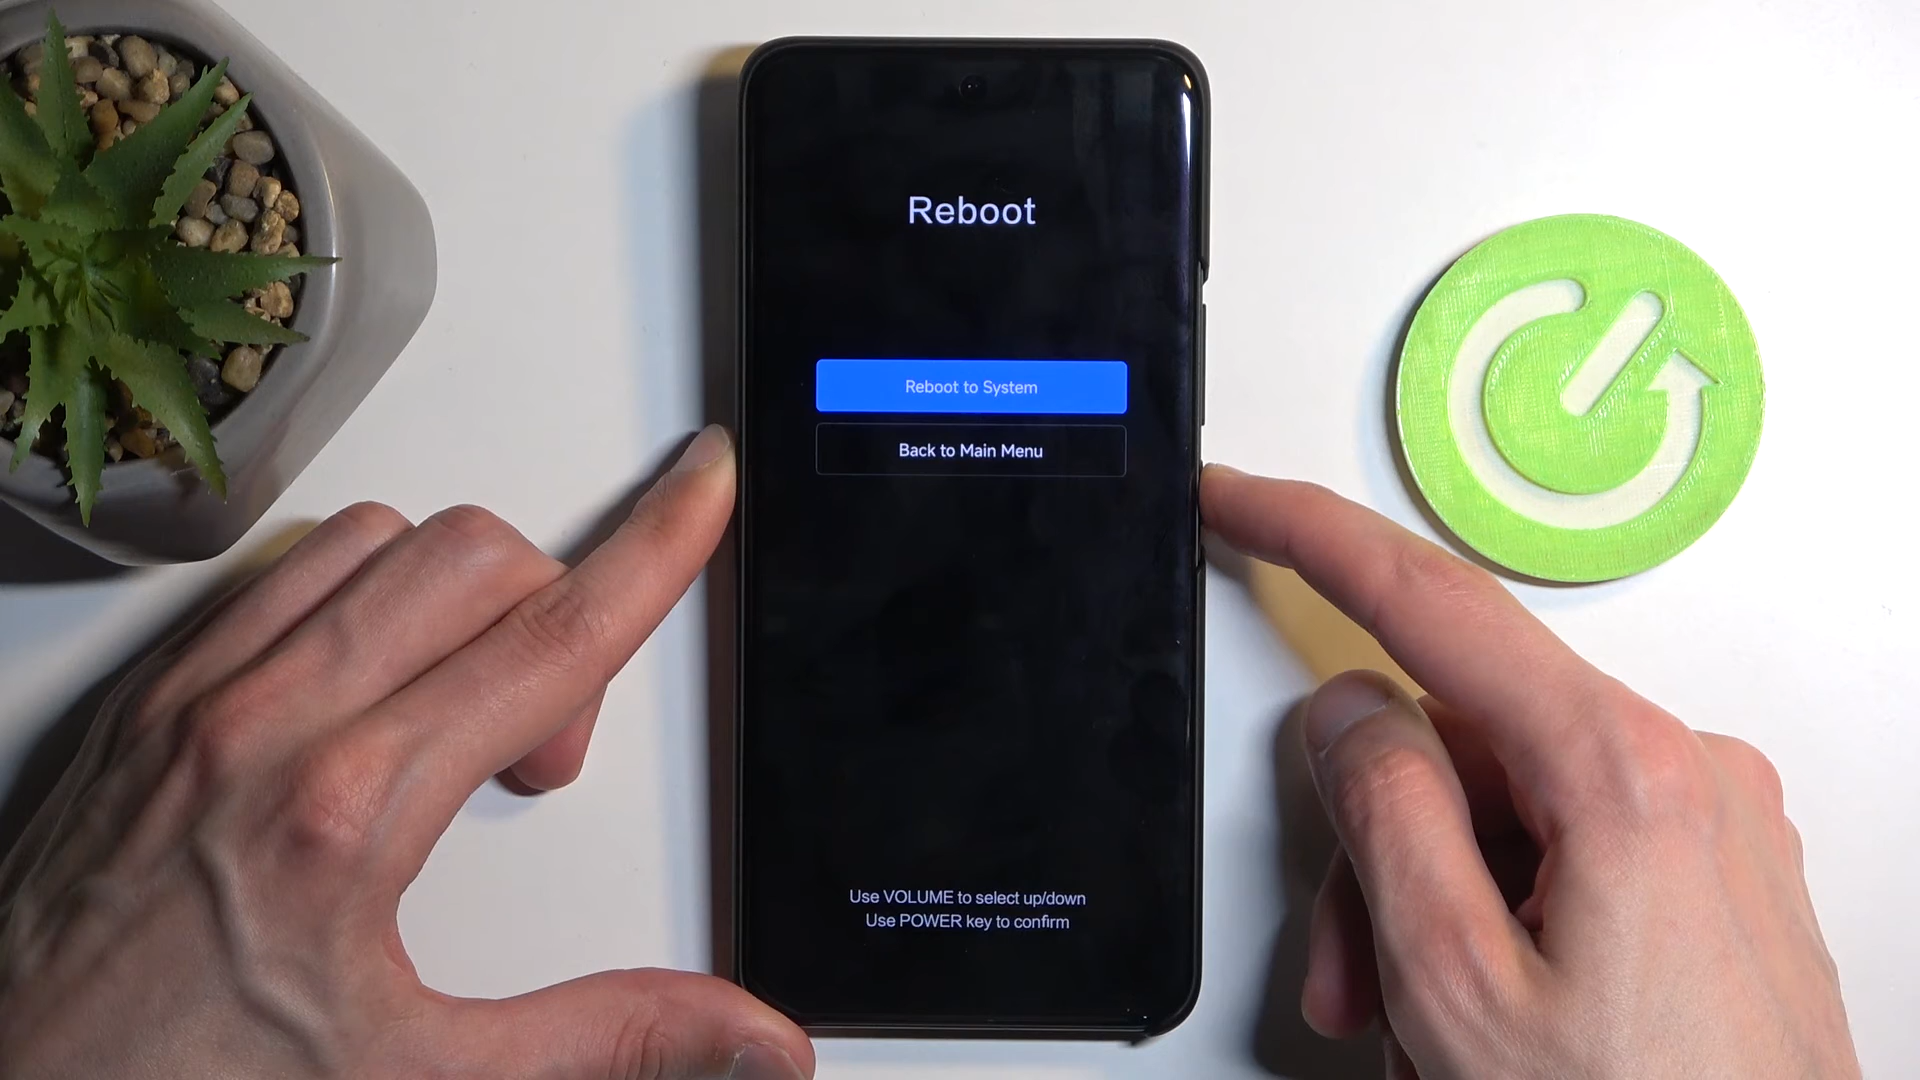 Reboot
Reboot to System
Back to Main Menu
Use VOLUME to select up/down
Use POWER key to confirm